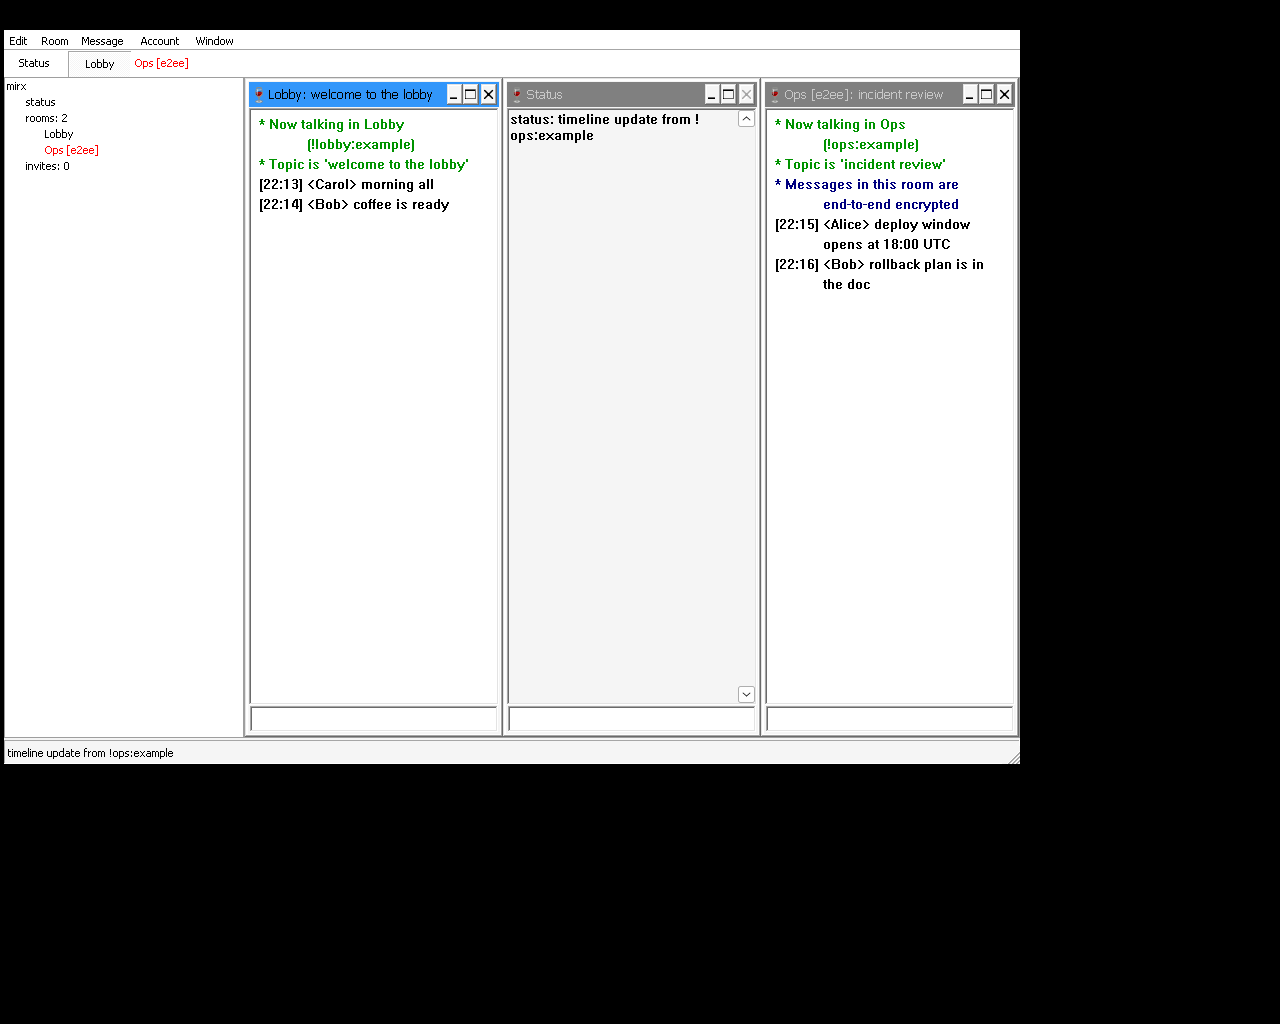 Edit Room Message Account Window
Status Lobby Ops [e2ee]
mirx
status
rooms: 2
Lobby
Ops [e2ee]
invites: 0
Lobby: welcome to the lobby
* Now talking in Lobby
(!lobby:example)
* Topic is 'welcome to the lobby'
[22:13] <Carol> morning all
[22:14] <Bob> coffee is ready
Status
status: timeline update from !
ops:example
Ops [e2ee]: incident review
* Now talking in Ops
(!ops:example)
* Topic is 'incident review'
* Messages in this room are
end-to-end encrypted
[22:15] <Alice> deploy window
opens at 18:00 UTC
[22:16] <Bob> rollback plan is in
the doc
timeline update from !ops:example